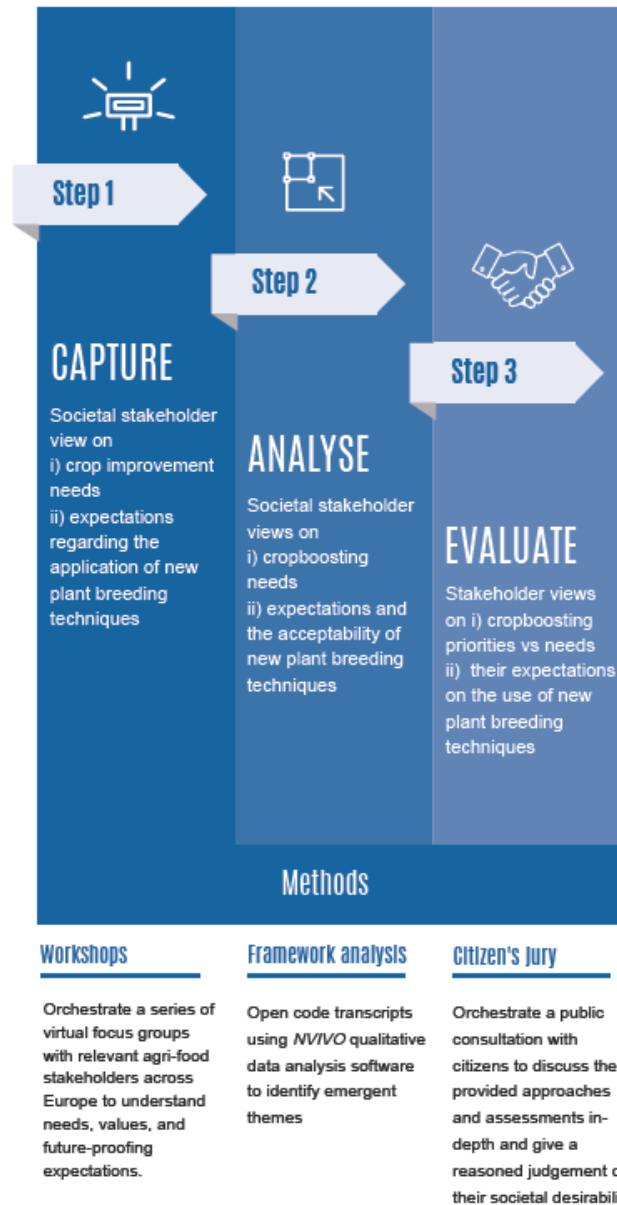 Step 1
CAPTURE
Societal stakeholder
view on
i) crop improvement
needs
ii) expectations
regarding the
application of new
plant breeding
techniques
Step 2
ANALYSE
Societal stakeholder
views on
i) cropboosting
needs
ii) expectations and
the acceptability of
new plant breeding
techniques
Step 3
EVALUATE
Stakeholder views
on i) cropboosting
priorities vs needs
ii) their expectations
on the use of new
plant breeding
techniques
Methods
Workshops
Orchestrate a series of
virtual focus groups
with relevant agri-food
stakeholders across
Europe to understand
needs, values, and
future-proofing
expectations.
Framework analysis
Open code transcripts
using NVIVO qualitative
data analysis software
to identify emergent
themes
Citizen's jury
Orchestrate a public
consultation with
citizens to discuss the
provided approaches
and assessments in-
depth and give a
reasoned judgement
their societal